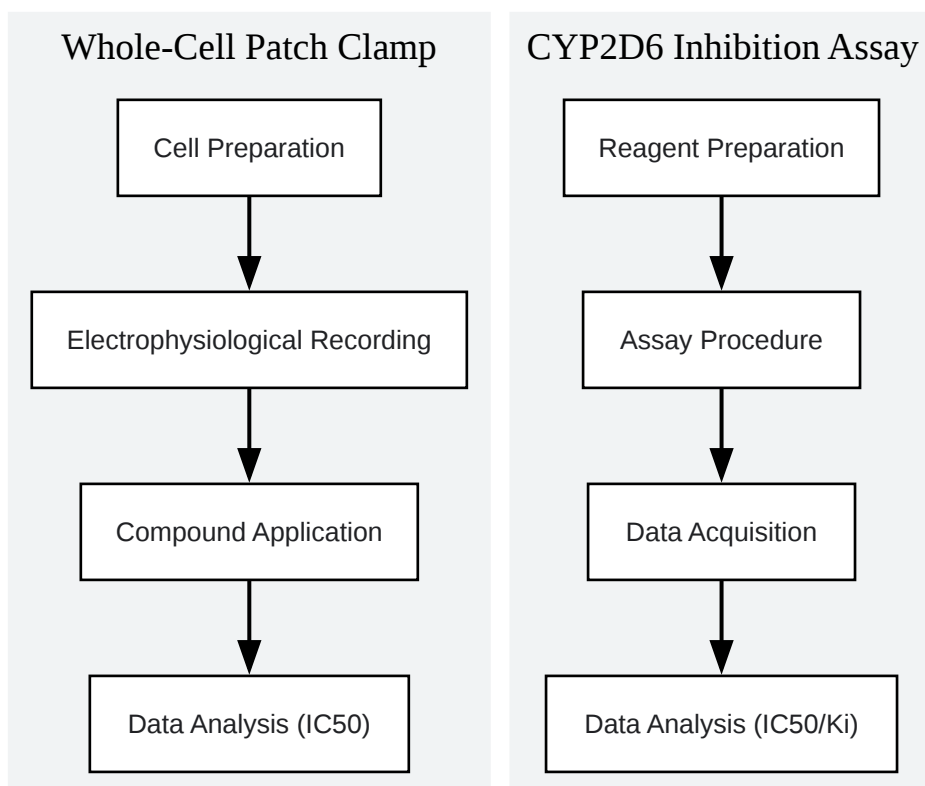 Whole-Cell Patch Clamp
Cell Preparation
Electrophysiological Recording
Compound Application
Data Analysis (IC50)
CYP2D6 Inhibition Assay
Reagent Preparation
Assay Procedure
Data Acquisition
Data Analysis (IC50/Ki)